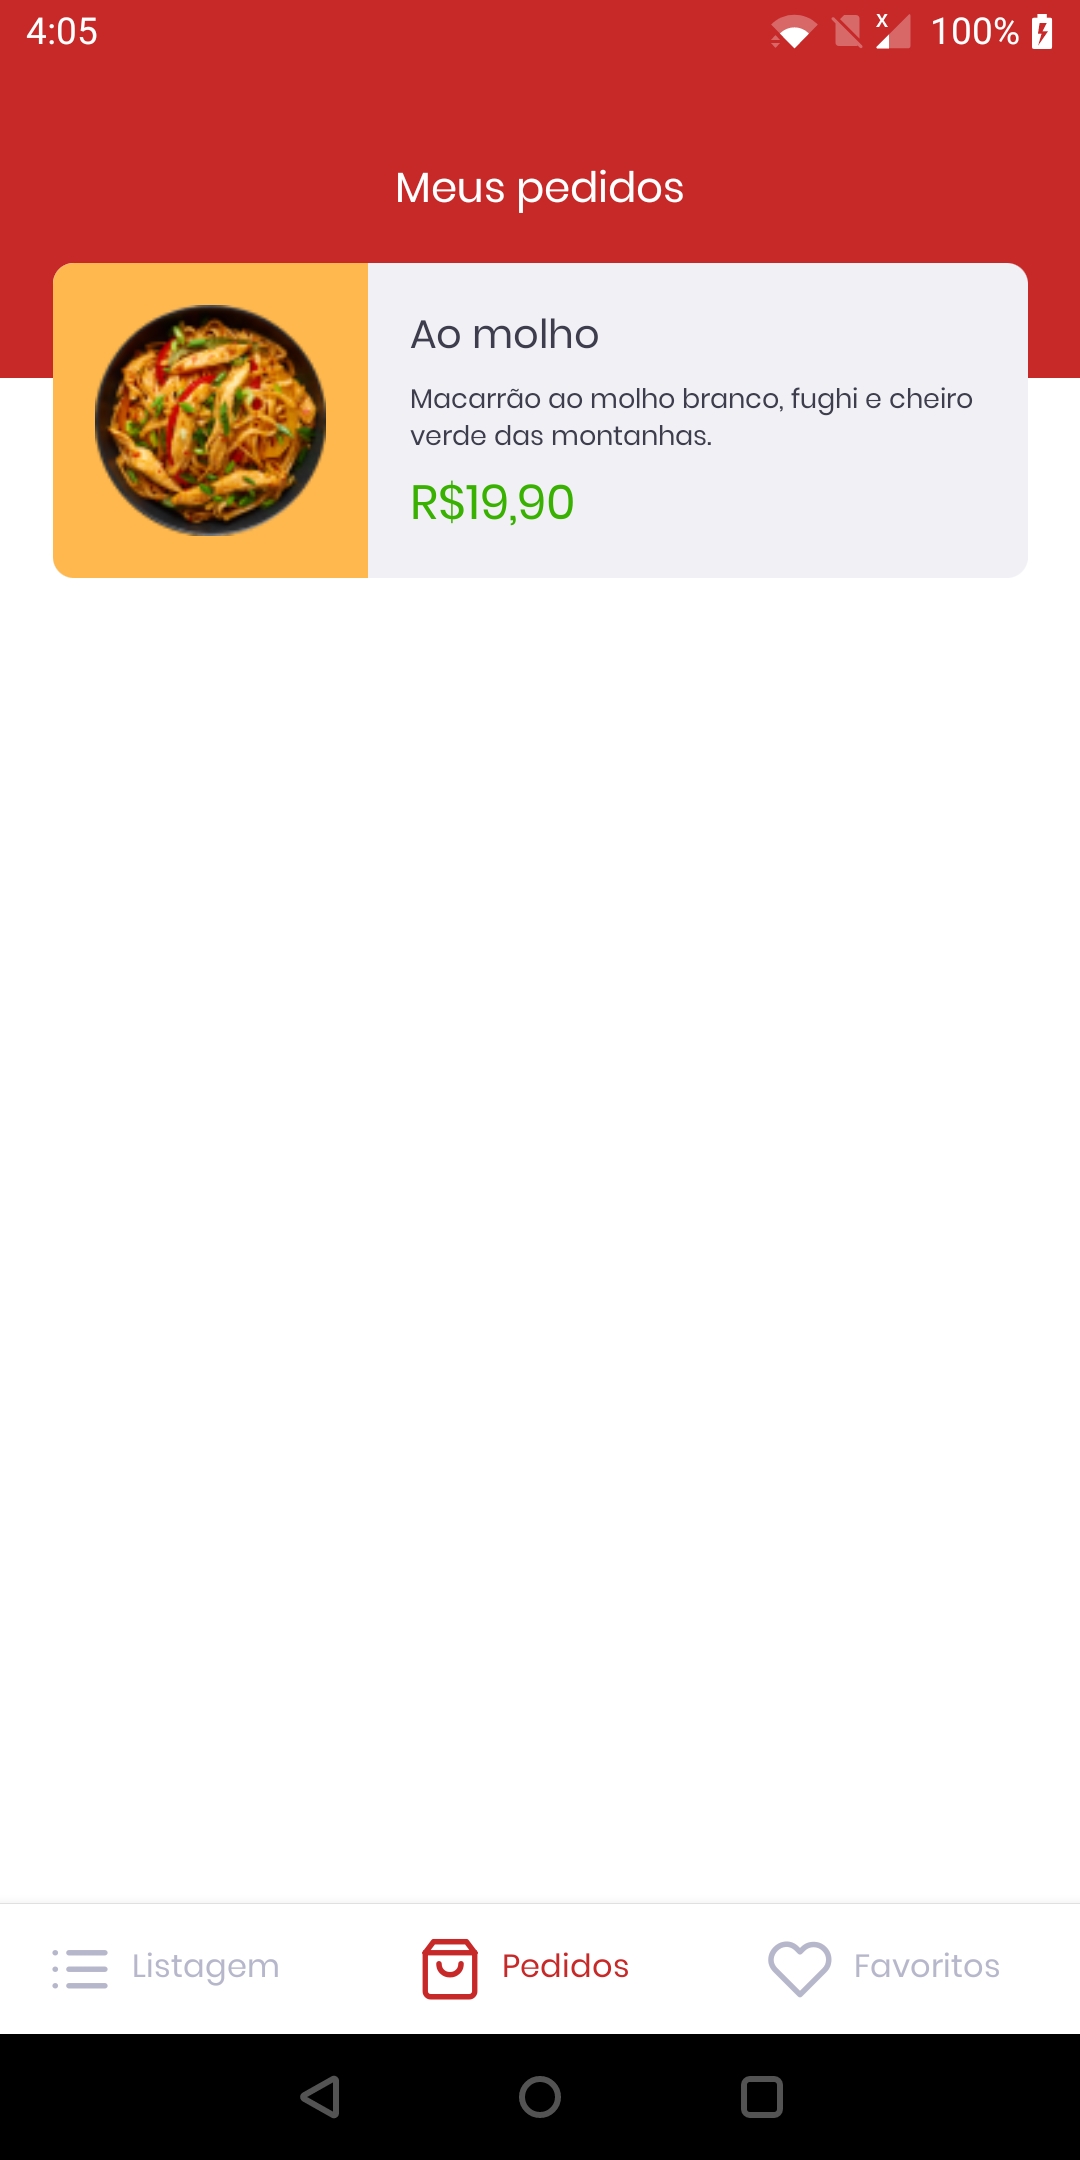 4:05
x
100%
Meus pedidos
Ao molho
Macarrão ao molho branco, fughi e cheiro
verde das montanhas.
R$19,90
Listagem
Pedidos
Favoritos